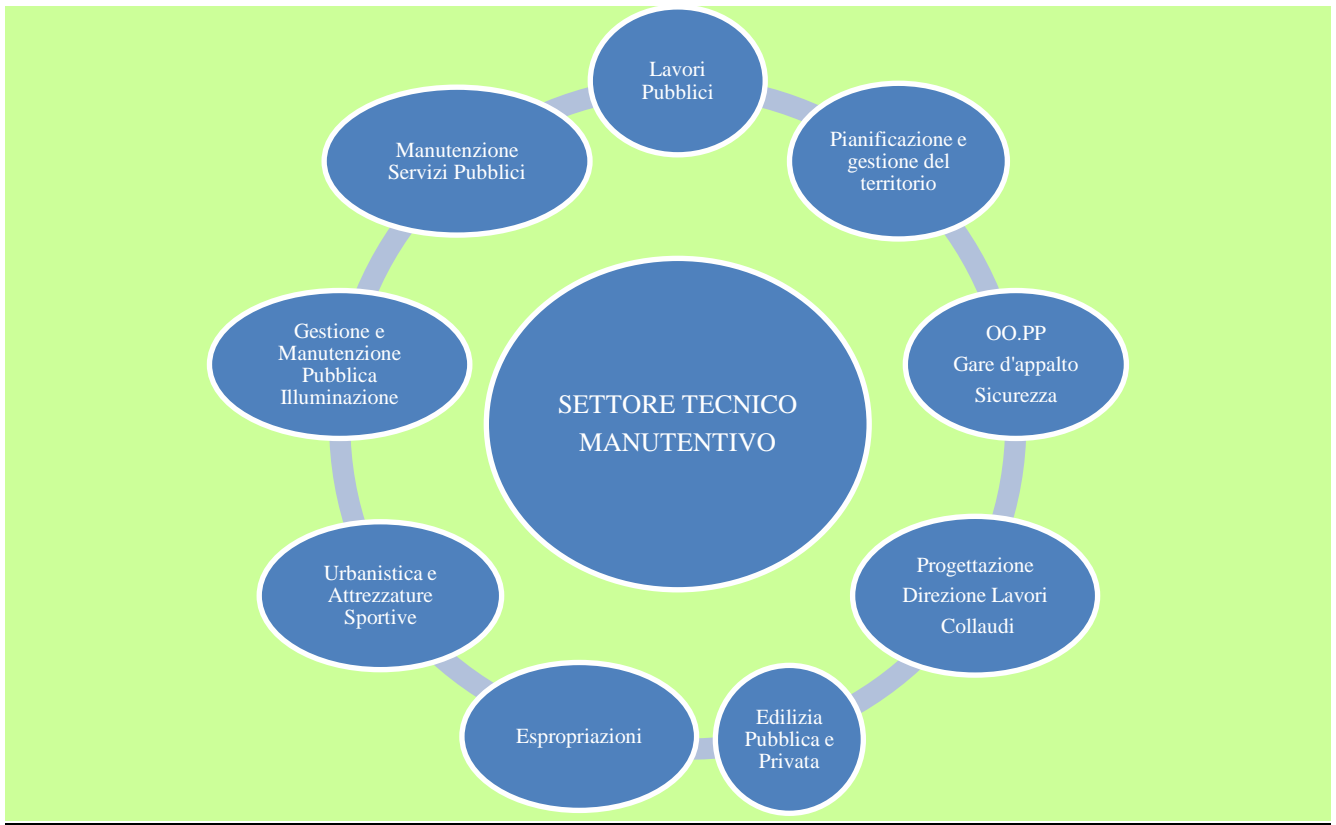 Lavori
Pubblici
Pianificazione e
gestione del
territorio
OO.PP
Gare d'appalto
Sicurezza
Progettazione
Direzione Lavori
Collaudi
Edilizia
Pubblica e
Privata
Espropriazioni
Urbanistica e
Attrezzature
Sportive
Gestione e
Manutenzione
Pubblica
Illuminazione
Manutenzione
Servizi Pubblici
SETTORE TECNICO
MANUTENTIVO